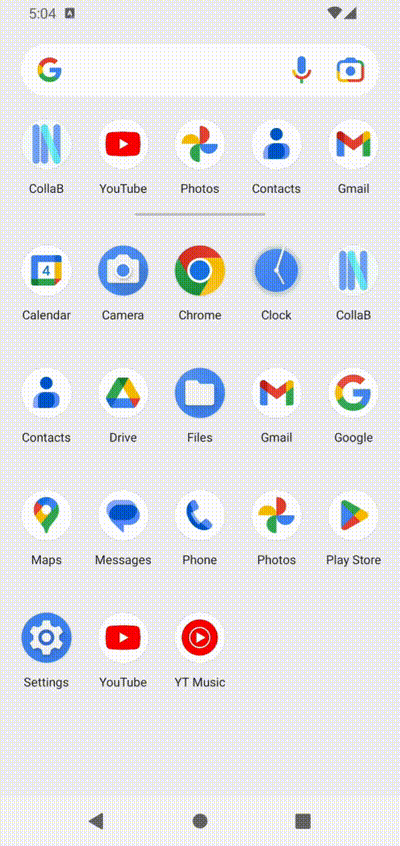 5:04
CollaB YouTube Photos Contacts Gmail
Calendar Camera Chrome Clock CollaB
4
Contacts Drive Files Gmail Google
Maps Messages Phone Photos Play Store
Settings YouTube YT Music